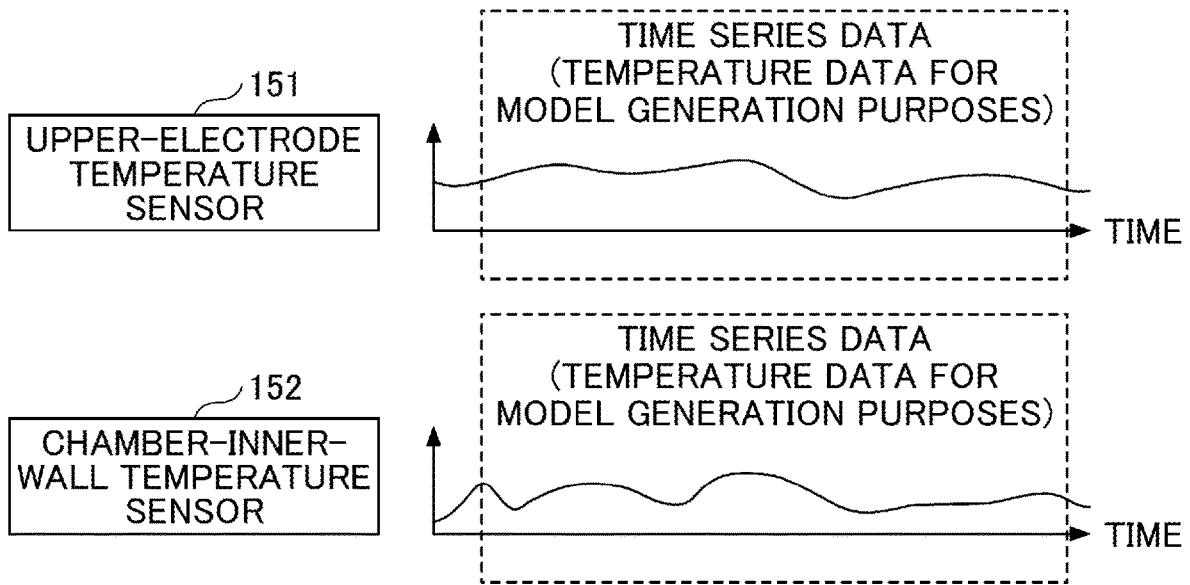 TIME SERIES DATA
(TEMPERATURE DATA FOR
MODEL GENERATION PURPOSES)
151
UPPER-ELECTRODE
TEMPERATURE
SENSOR
TIME
TIME SERIES DATA
(TEMPERATURE DATA FOR
MODEL GENERATION PURPOSES)
152
CHAMBER-INNER-
WALL TEMPERATURE
SENSOR
TIME